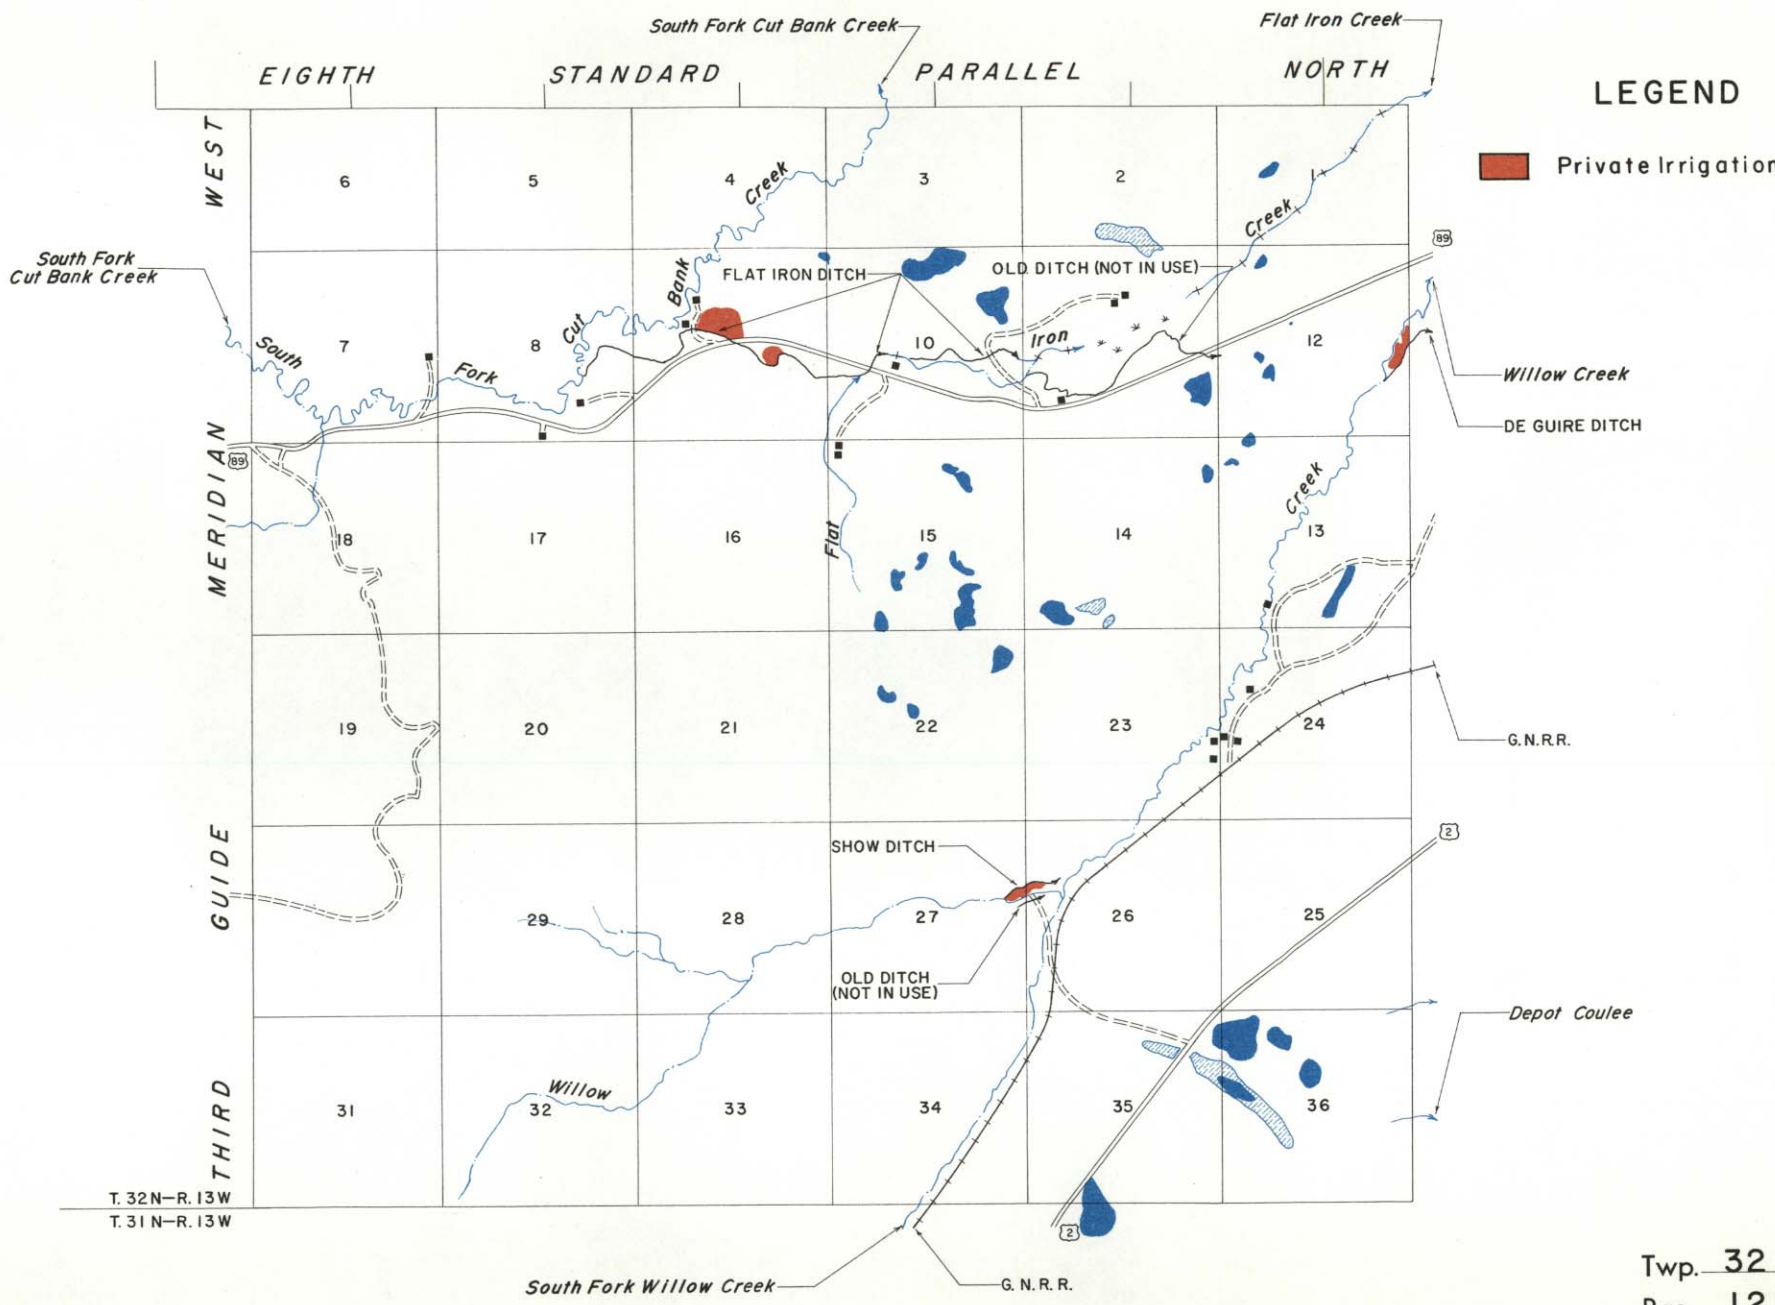 South Fork Cut Bank Creek
Flat Iron Creek
EIGHTH STANDARD PARALLEL NORTH
LEGEND
Private Irrigation
WEST
6
5
4
3
2
1
Creek
Creek
South Fork
Cut Bank Creek
89
FLAT IRON DITCH
OLD DITCH (NOT IN USE)
Bank
Cut
South
Fork
7
8
10
Iron
12
Willow Creek
DE GUIRE DITCH
89
MERIDIAN
Creek
18
17
16
Flat
15
14
13
19
20
21
22
23
24
G.N.R.R.
GUIDE
SHOW DITCH
2
29
28
27
26
25
OLD DITCH
(NOT IN USE)
Depot Coulee
THIRD
Willow
31
32
33
34
35
36
T. 32N–R. 13W
T. 31N–R. 13W
2
South Fork Willow Creek
G.N.R.R.
Twp. 32